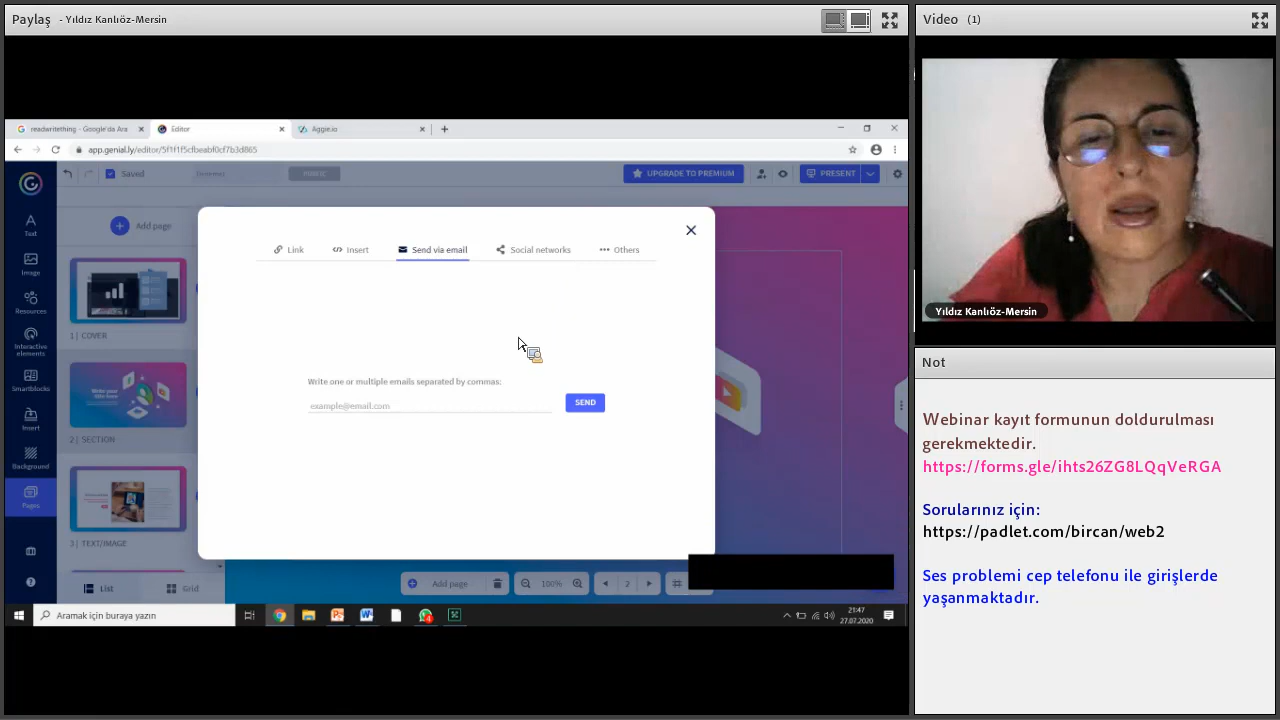 Paylaş - Yıldız Kanlıöz-Mersin
Video (1)
readwritething - Google'da Ara
Editor
Aggie.io
app.genial.ly/editor/5f1f1f5cfbeabf0cf7b3d865
Saved
UPGRADE TO PREMIUM
PRESENT
Text
Add page
Image
Resources
Interactive
elements
Smartblocks
Insert
Background
Pages
1 | COVER
Write your
title here
2 | SECTION
3 | TEXT/IMAGE
List
Grid
Link
Insert
Send via email
Social networks
Others
Write one or multiple emails separated by commas:
example@email.com
SEND
Add page
100%
2
Aramak için buraya yazın
21:47
27.07.2020
Yıldız Kanlıöz-Mersin
Not
Webinar kayıt formunun doldurulması
gerekmektedir.
https://forms.gle/ihts26ZG8LQqVeRGA
Sorularınız için:
https://padlet.com/bircan/web2
Ses problemi cep telefonu ile girişlerde
yaşanmaktadır.